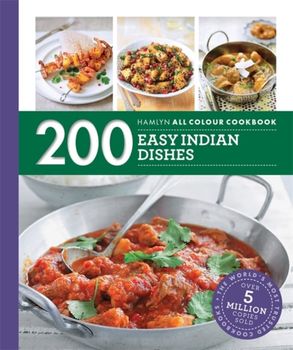 HAMLYN ALL COLOUR COOKBOOK
200 EASY INDIAN
DISHES
THE WORLD'S MOST TRUSTED COOKBOOKS
OVER
5
MILLION
COPIES
SOLD